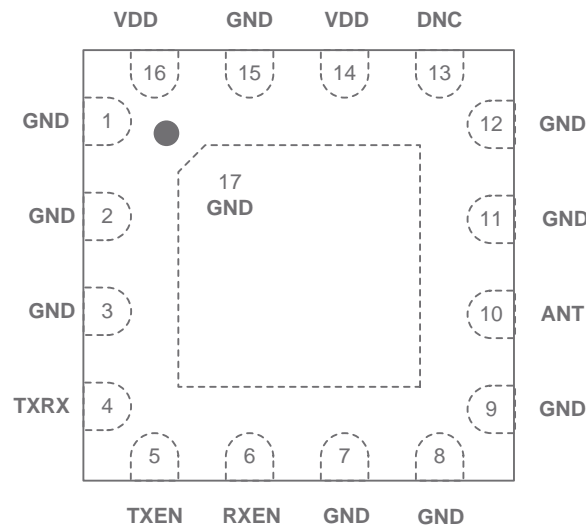 VDD GND VDD DNC
16 15 14 13
GND 1 12 GND
17
GND
GND 2 11 GND
GND 3 10 ANT
TXRX 4 9 GND
5 6 7 8
TXEN RXEN GND GND